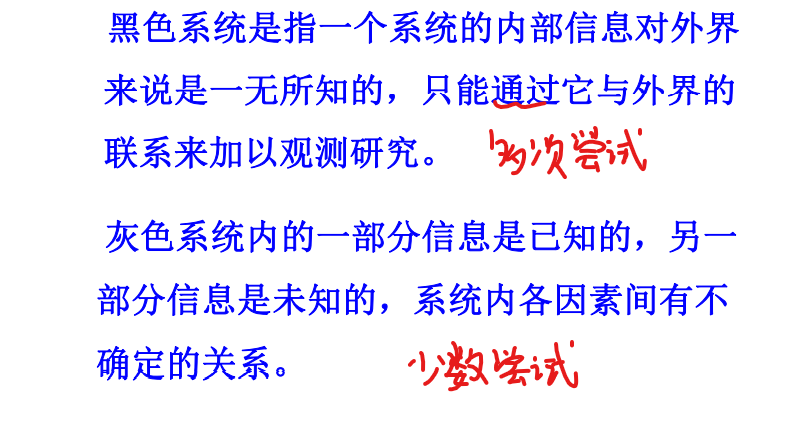 黑色系统是指一个系统的内部信息对外界
来说是一无所知的，只能通过它与外界的
联系来加以观测研究。 多次尝试
灰色系统内的一部分信息是已知的，另一
部分信息是未知的，系统内各因素间有不
确定的关系。 少数尝试